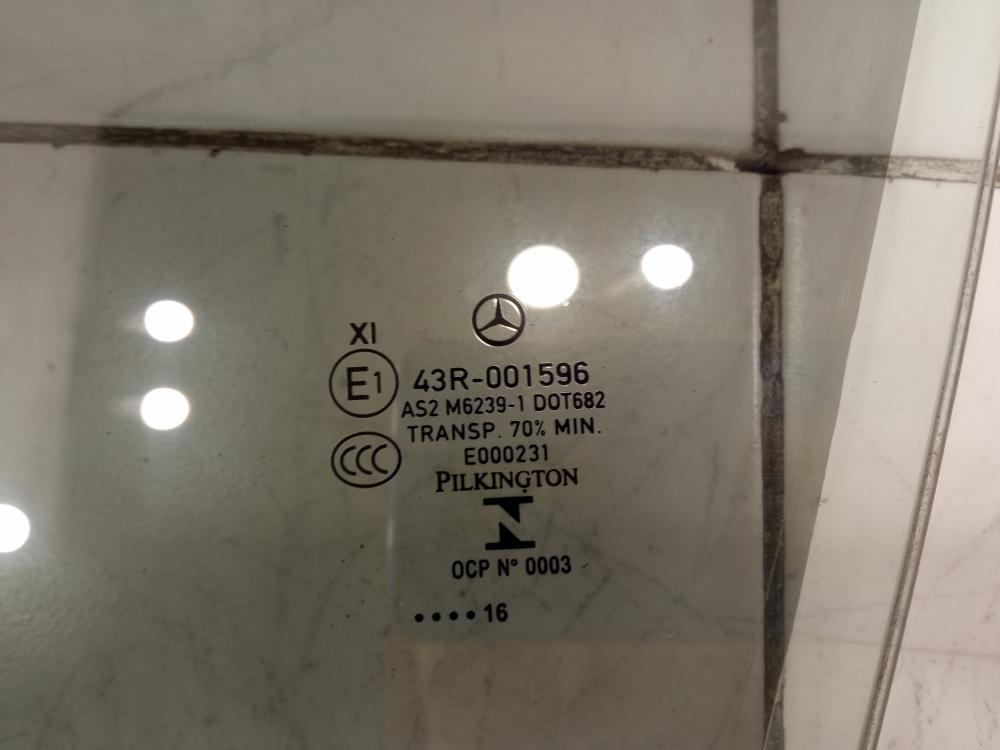 XI
E1 43R-001596
AS2 M6239-1 DOT682
TRANSP. 70% MIN.
CCC E000231
PILKINGTON
OCP N° 0003
•••• 16